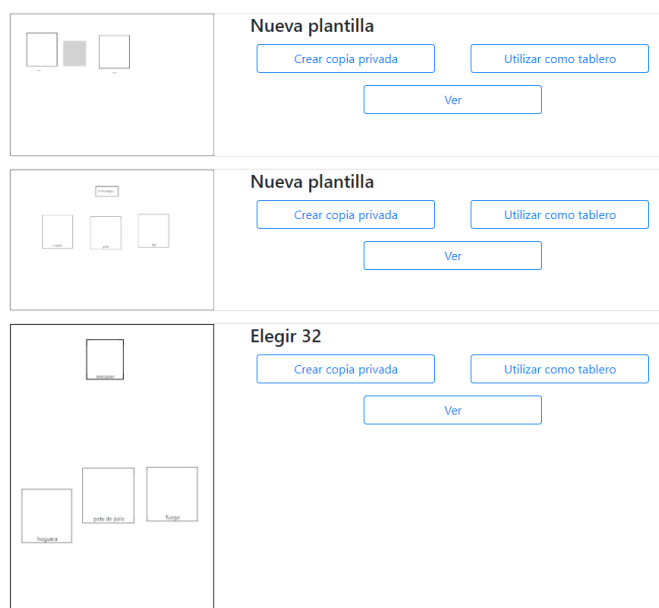 Nueva plantilla
Crear copia privada
Utilizar como tablero
Ver
Nueva plantilla
Crear copia privada
Utilizar como tablero
Ver
Elegir 32
Crear copia privada
Utilizar como tablero
Ver
pata de palo
fuego
hoguera